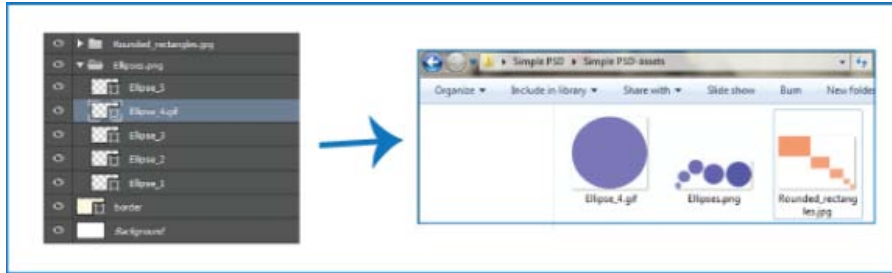 Rounded_rectangles.jpg
Ellipses.png
Ellipse_5
Ellipse_4.gif
Ellipse_3
Ellipse_2
Ellipse_1
border
Background
Simple PSD ▸ Simple PSD-assets
Organize Include in library Share with Slide show Burn New folder
Ellipse_4.gif
Ellipses.png
Rounded_rectang
les.jpg